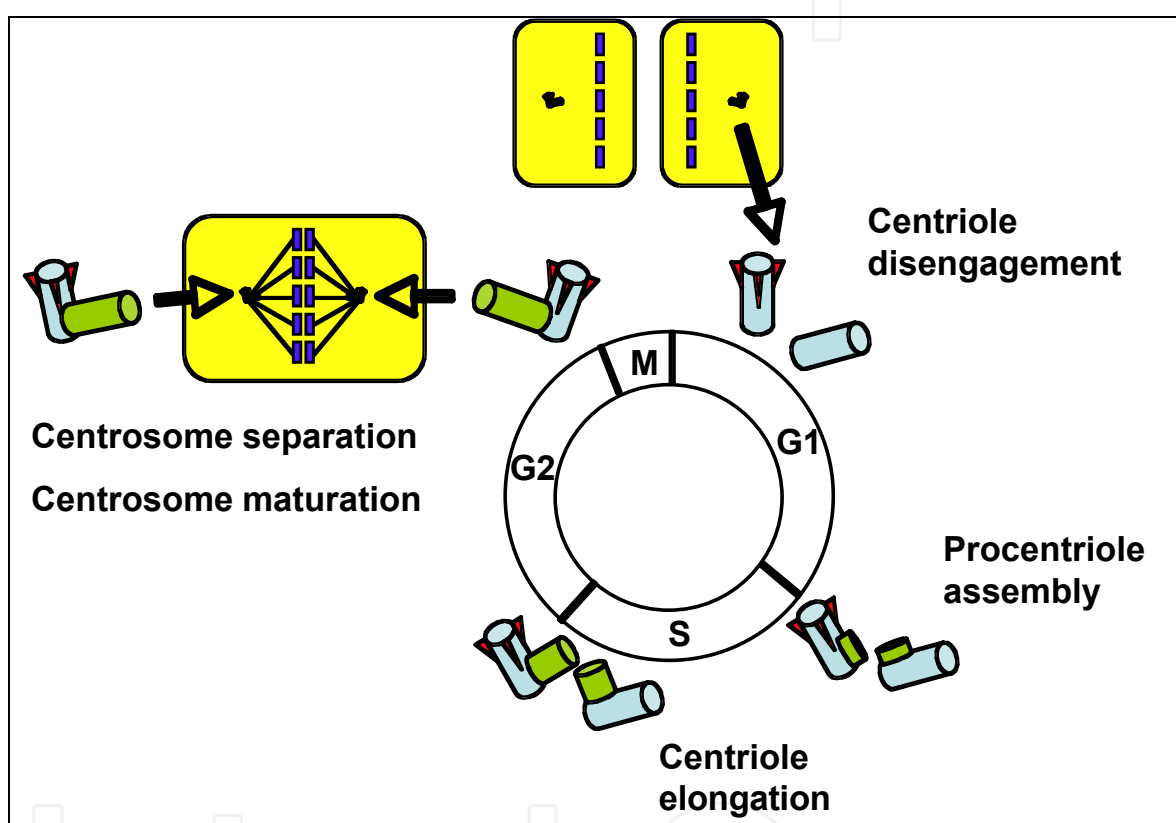 Centriole
disengagement
M
Centrosome separation
G1
G2
Centrosome maturation
Procentriole
assembly
S
Centriole
elongation